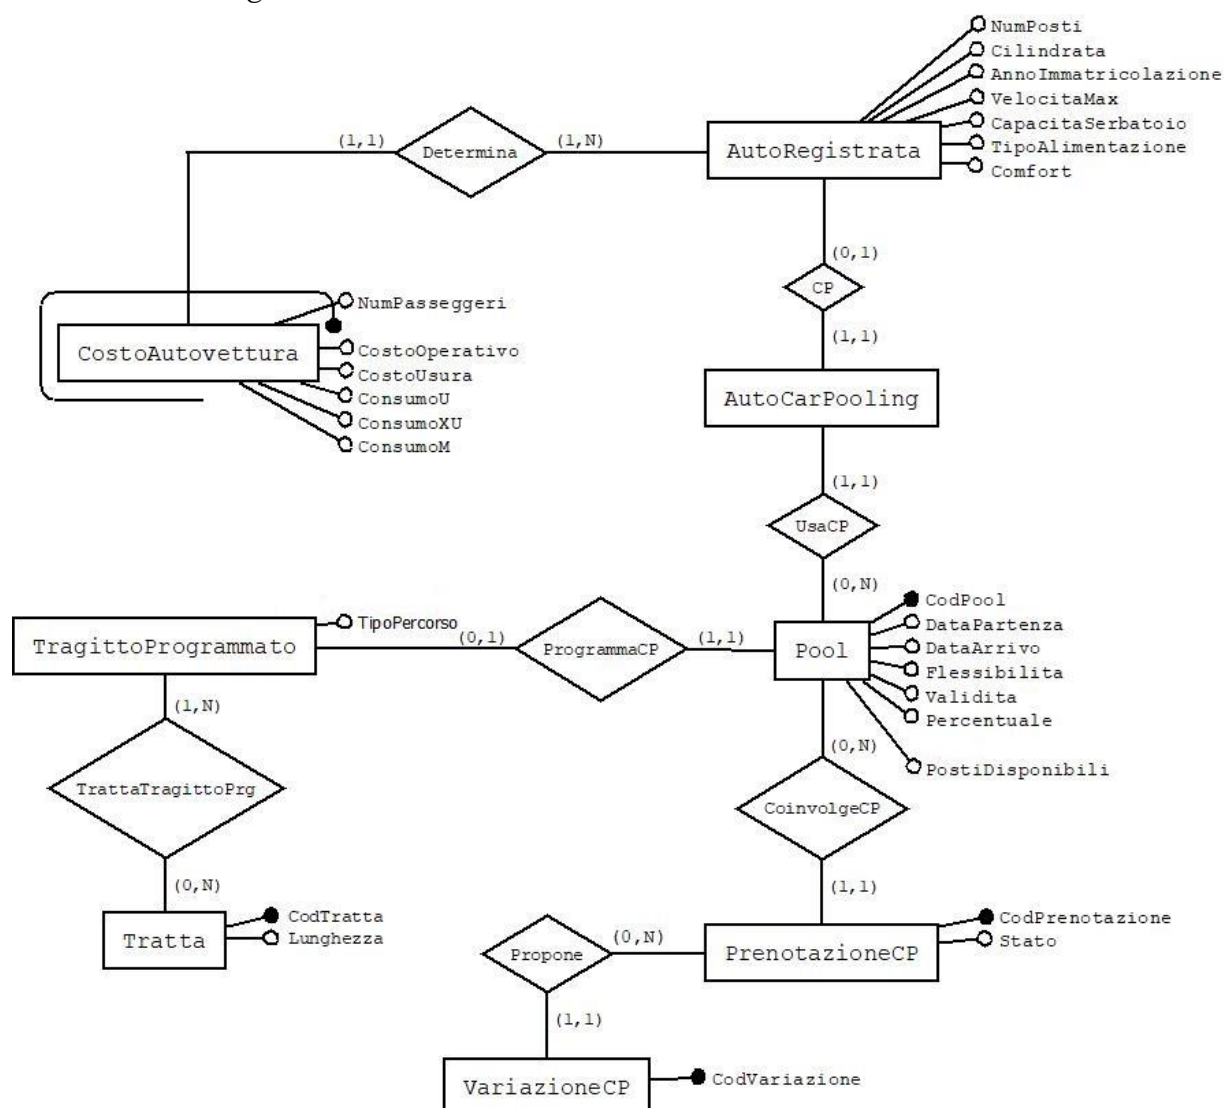 NumPosti
Cilindrata
AnnoImmatricolazione
VelocitaMax
CapacitaSerbatoio
TipoAlimentazione
Comfort
(1,1)
Determina
(1,N)
AutoRegistrata
(0,1)
CP
(1,1)
NumPasseggeri
CostoAutovettura
CostoOperativo
CostoUsura
ConsumoU
ConsumoXU
ConsumoM
AutoCarPooling
(1,1)
UsaCP
(0,N)
CodPool
DataPartenza
DataArrivo
Flessibilita
Validita
Percentuale
PostiDisponibili
TragittoProgrammato
TipoPercorso
(0,1)
ProgrammaCP
(1,1)
Pool
(1,N)
(0,N)
TrattaTragittoPrg
CoinvolgeCP
(0,N)
(1,1)
Tratta
CodTratta
Lunghezza
Propone
(0,N)
PrenotazioneCP
CodPrenotazione
Stato
(1,1)
VariazioneCP
CodVariazione